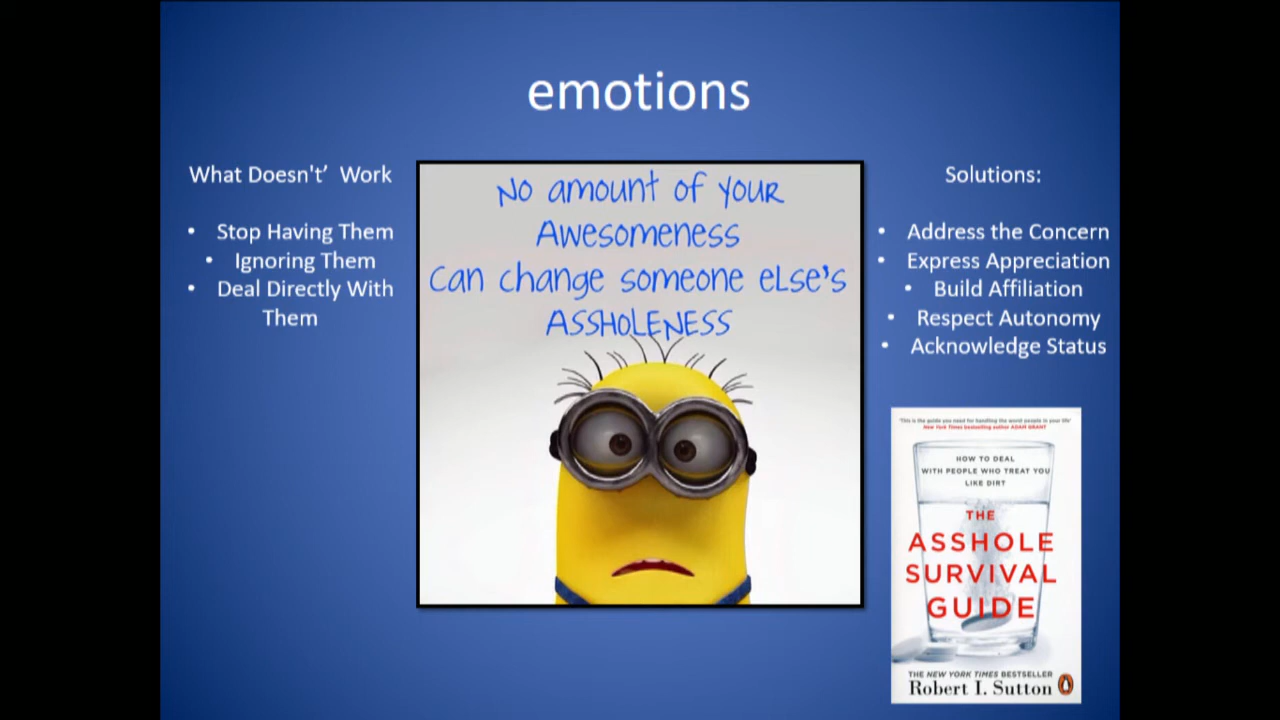 emotions
What Doesn't’ Work
• Stop Having Them
• Ignoring Them
• Deal Directly With
Them
No amount of your
Awesomeness
Can change someone else's
ASSHOLENESS
Solutions:
• Address the Concern
• Express Appreciation
• Build Affiliation
• Respect Autonomy
• Acknowledge Status
'This is the guide you need for handling the worst people in your life'
New York Times bestselling author ADAM GRANT
HOW TO DEAL
WITH PEOPLE WHO TREAT YOU
LIKE DIRT
THE
ASSHOLE
SURVIVAL
GUIDE
THE NEW YORK TIMES BESTSELLER
Robert I. Sutton